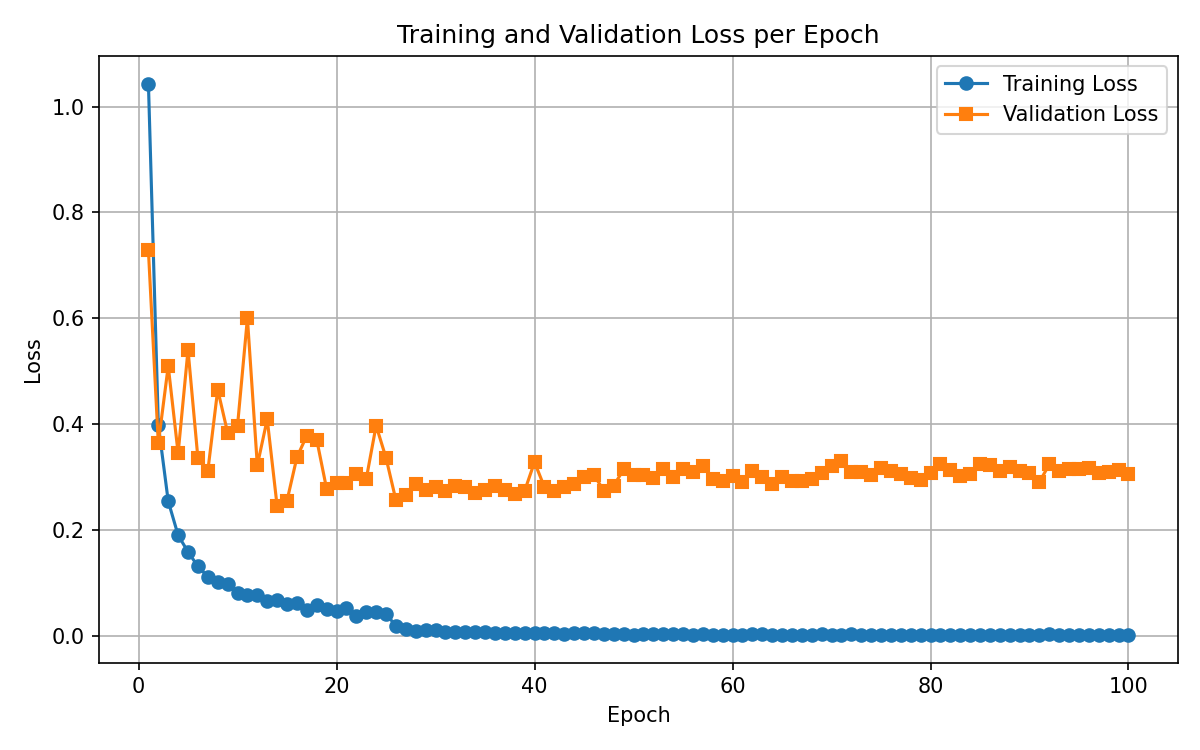 Training and Validation Loss per Epoch
Training Loss
Validation Loss
1.0
0.8
0.6
0.4
0.2
0.0
Loss
0 20 40 60 80 100
Epoch